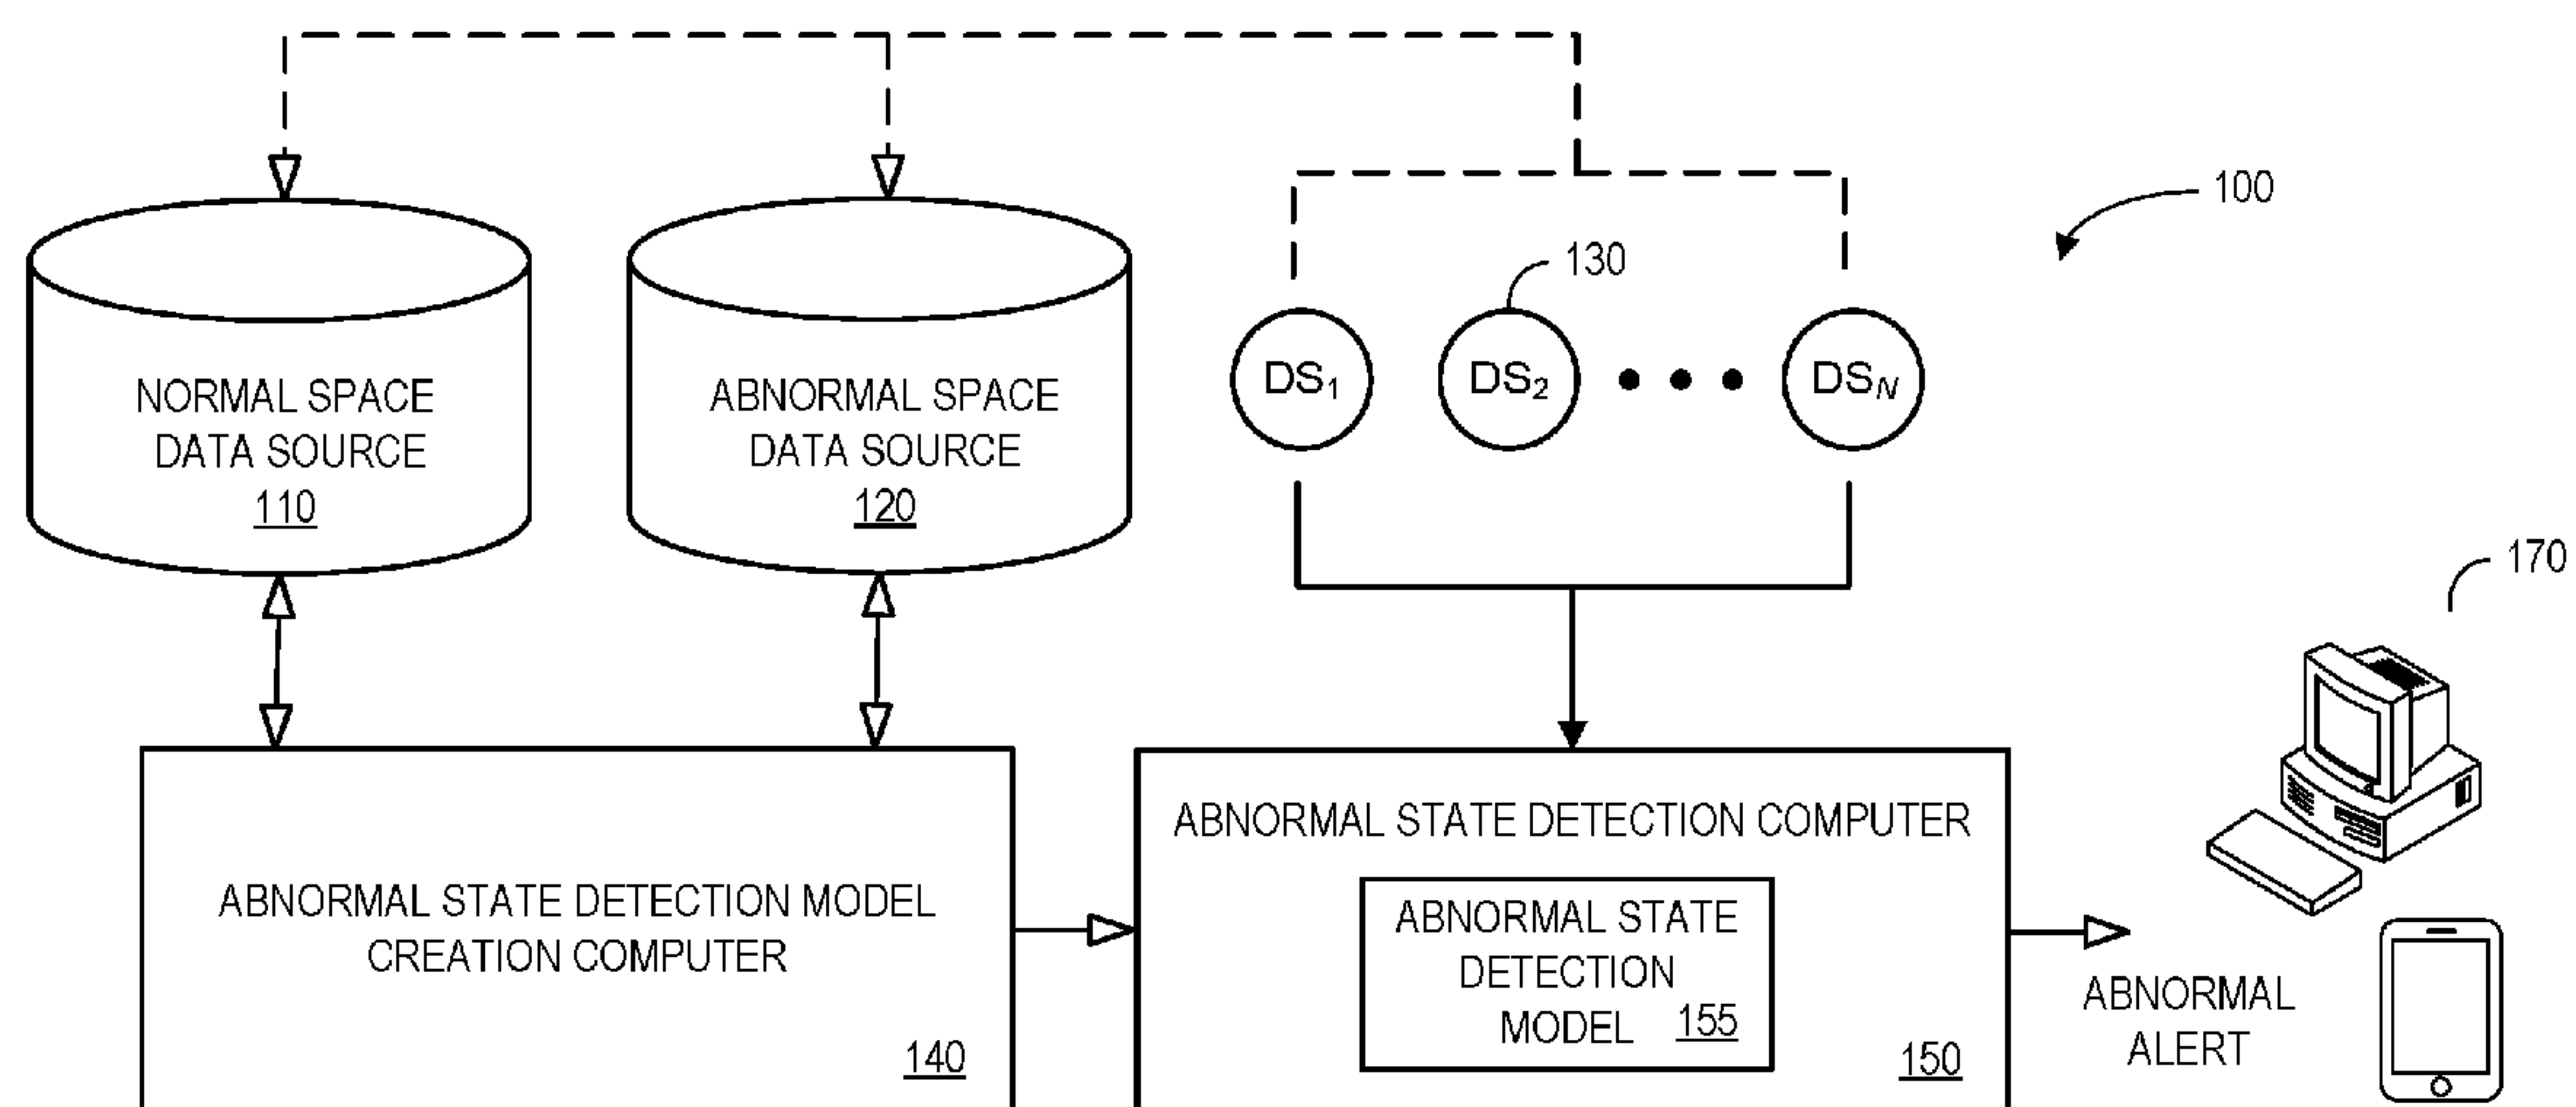 100
130
DS1
DS2
DSN
NORMAL SPACE
DATA SOURCE
110
ABNORMAL SPACE
DATA SOURCE
120
170
ABNORMAL STATE DETECTION MODEL
CREATION COMPUTER
140
ABNORMAL STATE DETECTION COMPUTER
ABNORMAL STATE
DETECTION
MODEL 155
150
ABNORMAL
ALERT